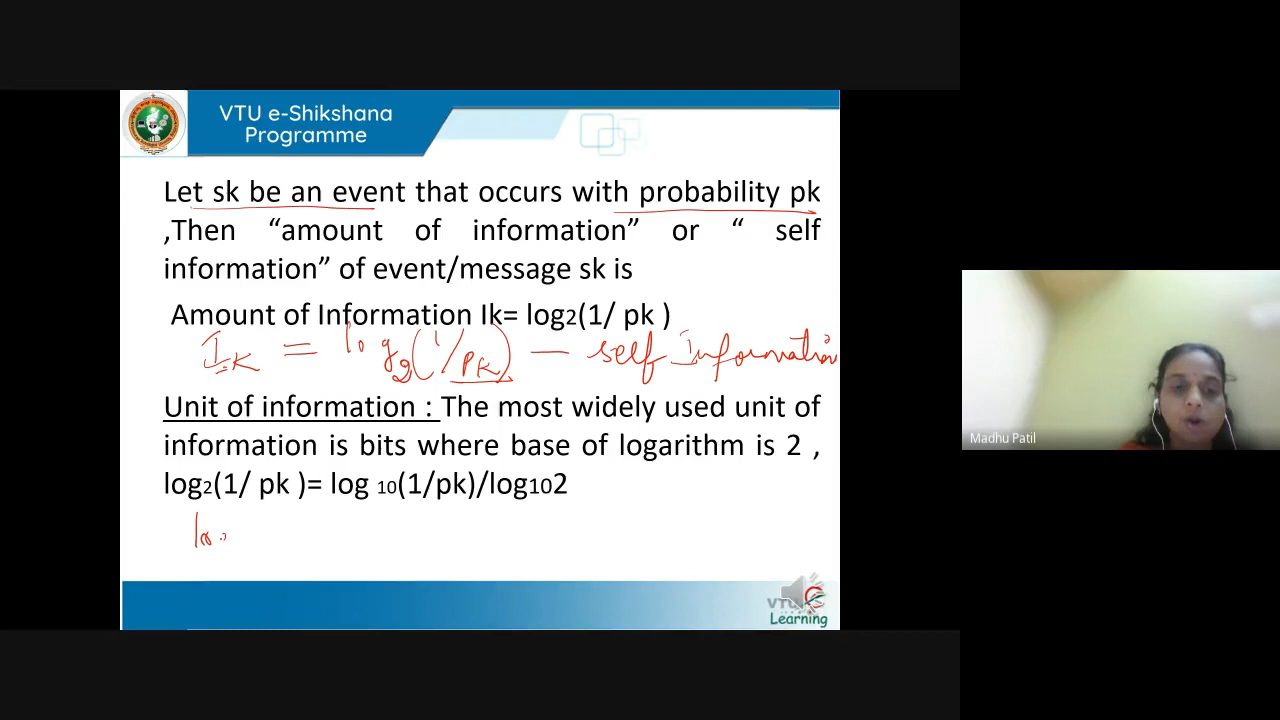 VTU e-Shikshana
Programme
Let sk be an event that occurs with probability pk
,Then “amount of information” or “ self
information” of event/message sk is
Amount of Information Ik= log2(1/ pk )
IK = log2(1/PK) — self Information
Unit of information : The most widely used unit of
information is bits where base of logarithm is 2 ,
log2(1/ pk )= log 10(1/pk)/log102
lo
VTU
Learning
Madhu Patil